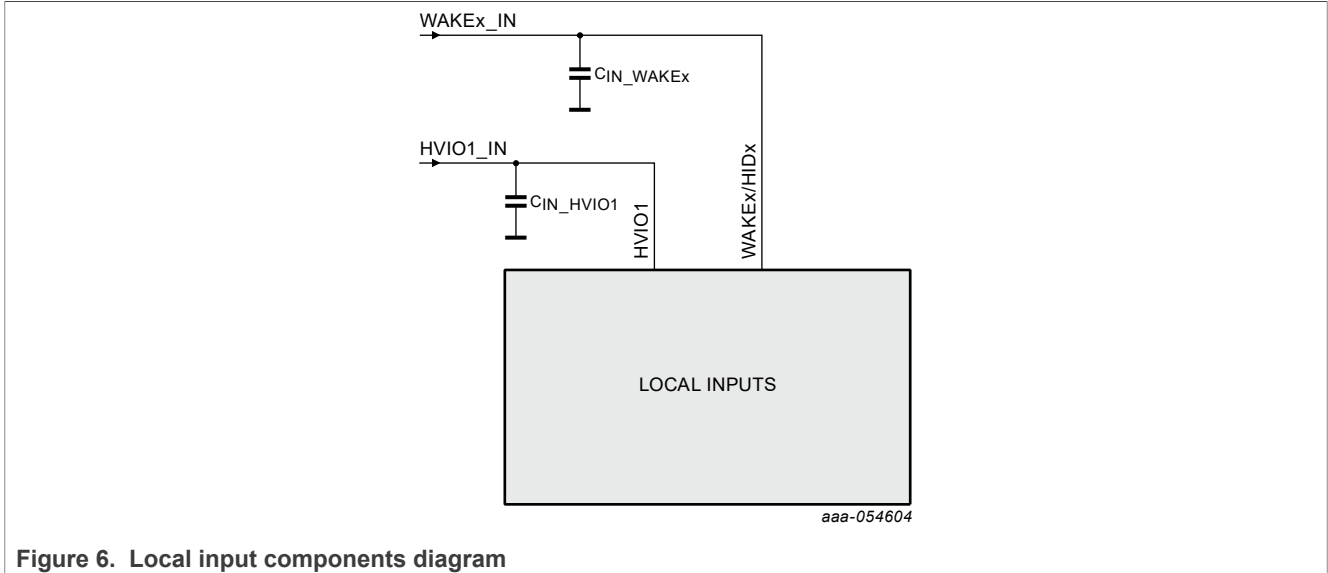 WAKEx_IN
CIN_WAKEx
HVIO1_IN
CIN_HVIO1
HVIO1
WAKEx/HIDx
LOCAL INPUTS
aaa-054604
Figure 6. Local input components diagram